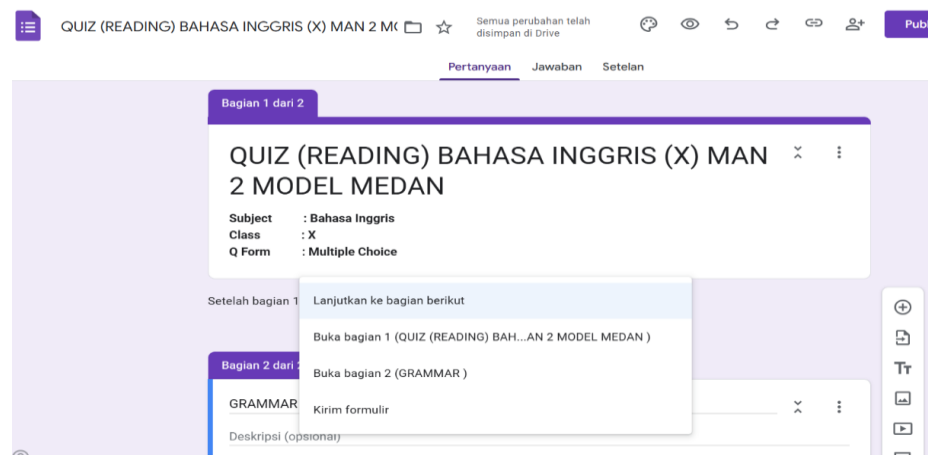 QUIZ (READING) BAHASA INGGRIS (X) MAN 2 M
Semua perubahan telah
disimpan di Drive
Pertanyaan Jawaban Setelan
Bagian 1 dari 2
QUIZ (READING) BAHASA INGGRIS (X) MAN
2 MODEL MEDAN
Subject : Bahasa Inggris
Class : X
Q Form : Multiple Choice
Setelah bagian 1
Lanjutkan ke bagian berikut
Buka bagian 1 (QUIZ (READING) BAH...AN 2 MODEL MEDAN )
Buka bagian 2 (GRAMMAR )
Kirim formulir
Bagian 2 dari
GRAMMAR
Deskripsi (opsional)